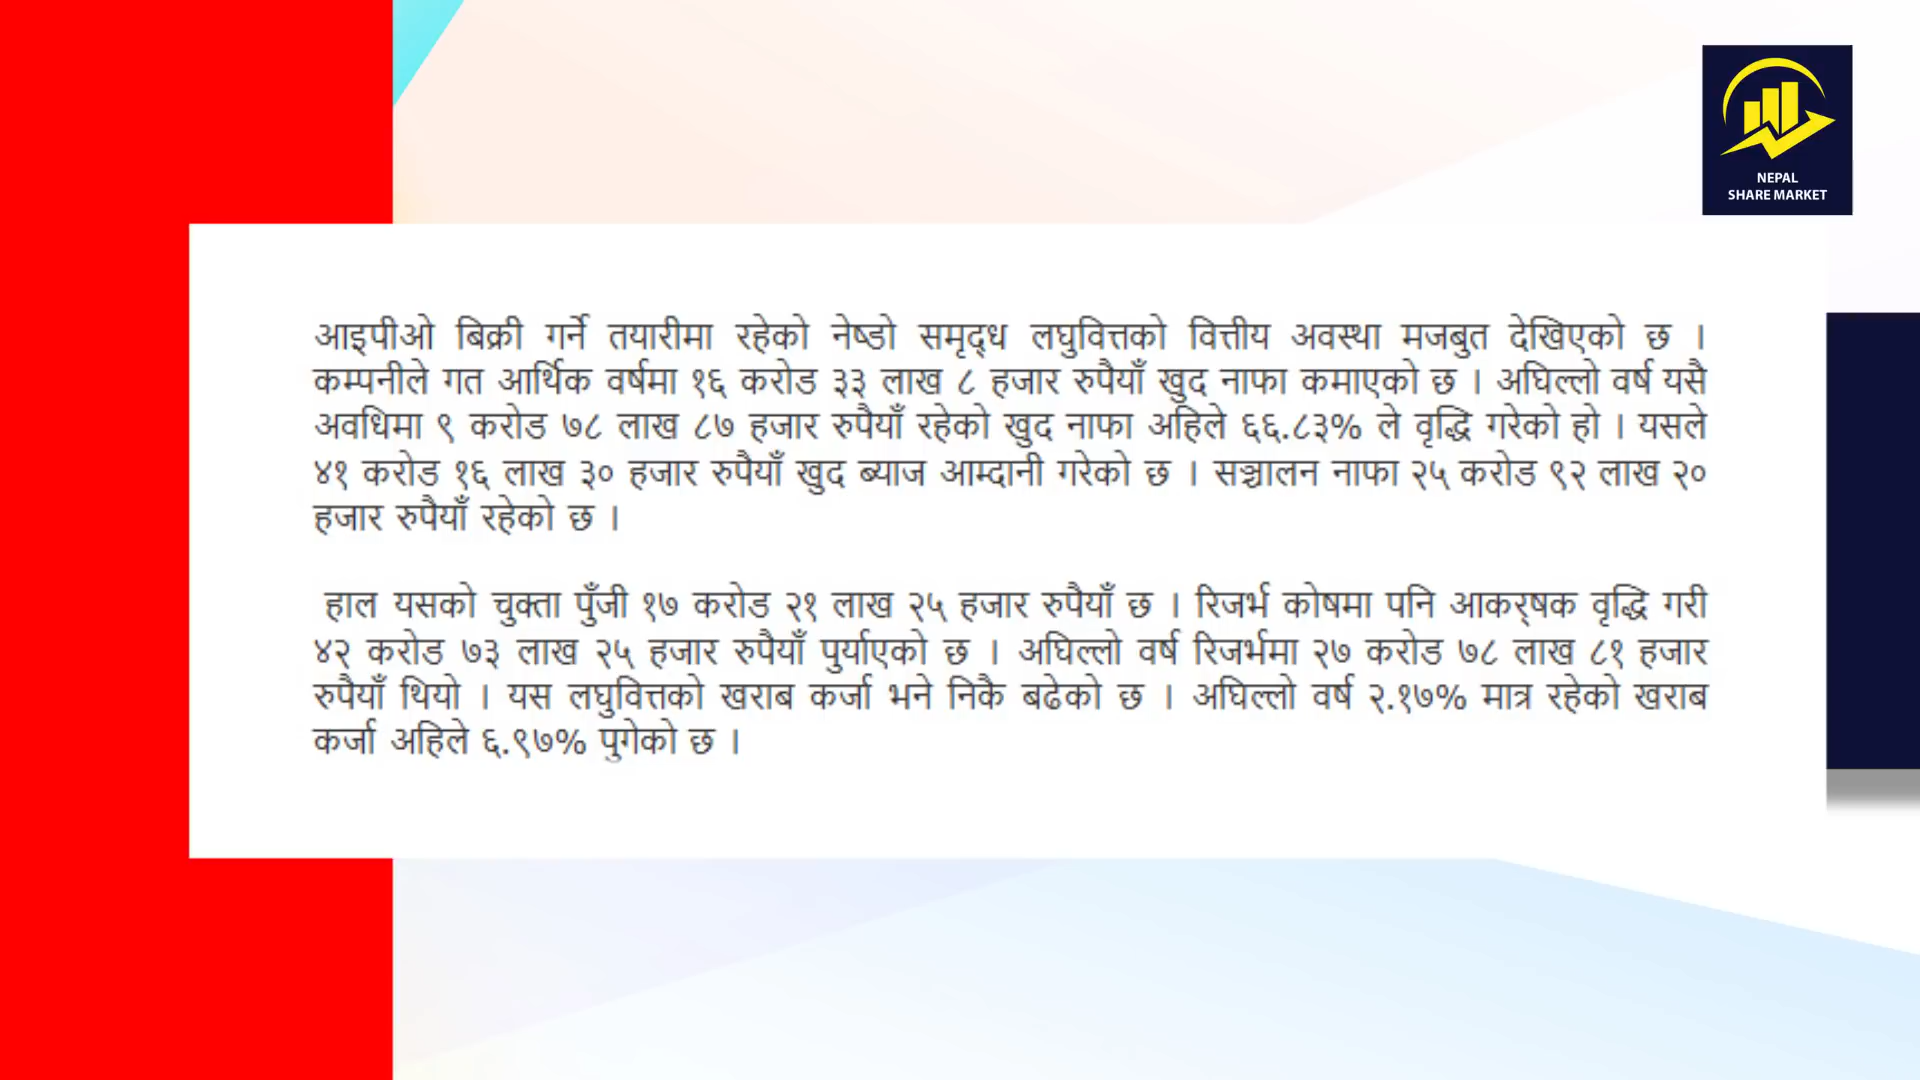 NEPAL
SHARE MARKET
आइपीओ बिक्री गर्ने तयारीमा रहेको नेष्डो समृद्ध लघुवित्तको वित्तीय अवस्था मजबुत देखिएको छ ।
कम्पनीले गत आर्थिक वर्षमा १६ करोड ३३ लाख ८ हजार रुपैयाँ खुद नाफा कमाएको छ । अघिल्लो वर्ष यसै
अवधिमा ९ करोड ७८ लाख ८७ हजार रुपैयाँ रहेको खुद नाफा अहिले ६६.८३% ले वृद्धि गरेको हो । यसले
४१ करोड १६ लाख ३० हजार रुपैयाँ खुद ब्याज आम्दानी गरेको छ । सञ्चालन नाफा २५ करोड ९२ लाख २०
हजार रुपैयाँ रहेको छ ।
हाल यसको चुक्ता पुँजी १७ करोड २१ लाख २५ हजार रुपैयाँ छ । रिजर्भ कोषमा पनि आकर्षक वृद्धि गरी
४२ करोड ७३ लाख २५ हजार रुपैयाँ पुर्याएको छ । अघिल्लो वर्ष रिजर्भमा २७ करोड ७८ लाख ८१ हजार
रुपैयाँ थियो । यस लघुवित्तको खराब कर्जा भने निकै बढेको छ । अघिल्लो वर्ष २.१७% मात्र रहेको खराब
कर्जा अहिले ६.९७% पुगेको छ ।